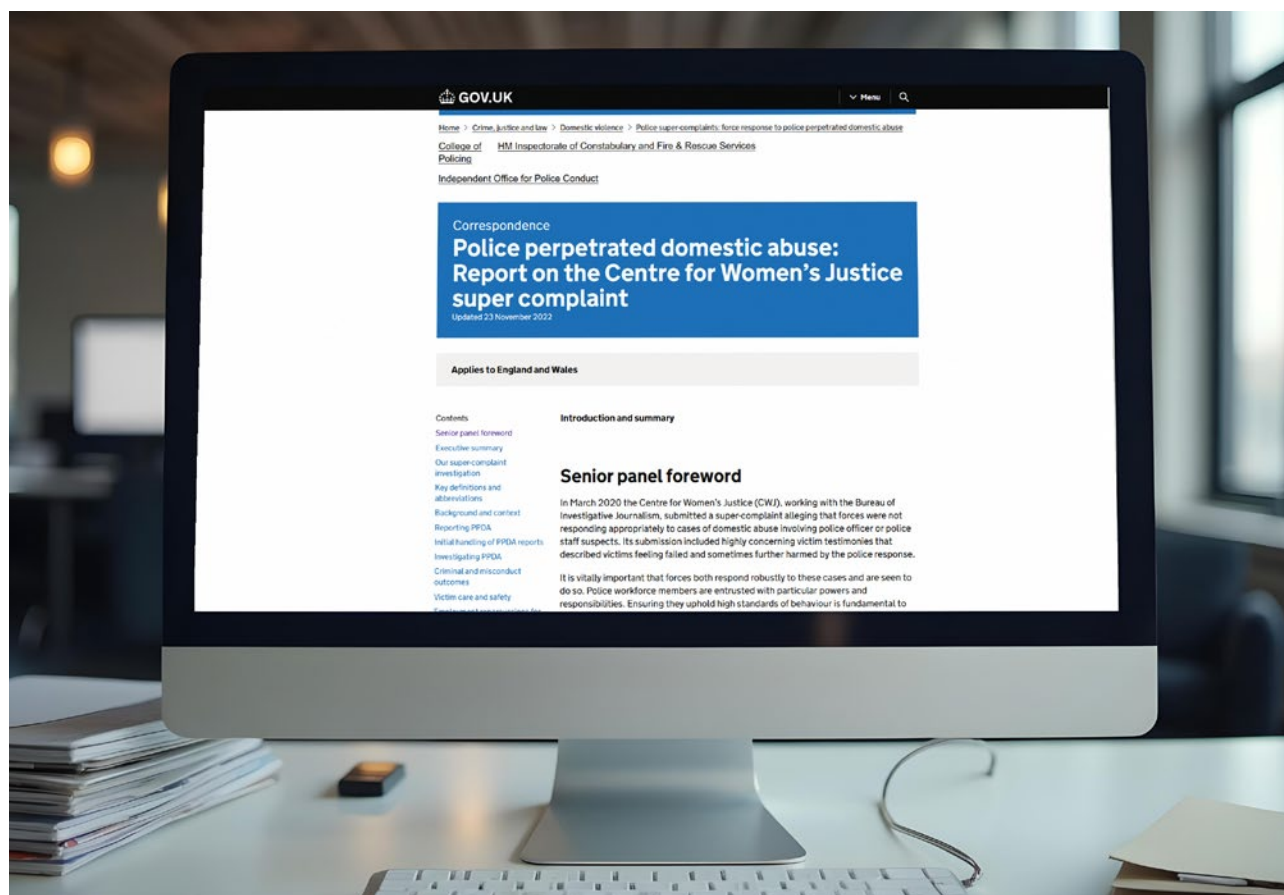 GOV.UK
Menu
Home > Crime, justice and law > Domestic violence > Police super-complaints: force response to police perpetrated domestic abuse
College of Policing
HM Inspectorate of Constabulary and Fire & Rescue Services
Independent Office for Police Conduct
Correspondence
Police perpetrated domestic abuse:
Report on the Centre for Women's Justice
super complaint
Updated 23 November 2022
Applies to England and Wales
Contents
Senior panel foreword
Executive summary
Our super-complaint
investigation
Key definitions and
abbreviations
Background and context
Reporting PPDA
Initial handling of PPDA reports
Investigating PPDA
Criminal and misconduct
outcomes
Victim care and safety
Introduction and summary
Senior panel foreword
In March 2020 the Centre for Women's Justice (CWJ), working with the Bureau of
Investigative Journalism, submitted a super-complaint alleging that forces were not
responding appropriately to cases of domestic abuse involving police officer or police
staff suspects. Its submission included highly concerning victim testimonies that
described victims feeling failed and sometimes further harmed by the police response.
It is vitally important that forces both respond robustly to these cases and are seen to
do so. Police workforce members are entrusted with particular powers and
responsibilities. Ensuring they uphold high standards of behaviour is fundamental to